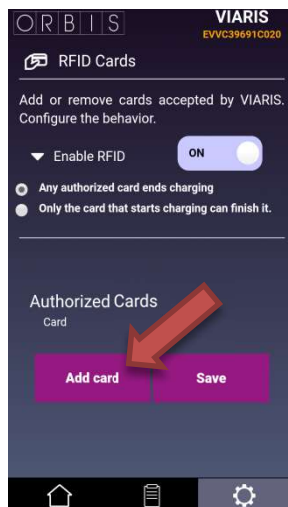 ORBIS
VIARIS
EVVC39691C020
RFID Cards
Add or remove cards accepted by VIARIS.
Configure the behavior.
Enable RFID
ON
Any authorized card ends charging
Only the card that starts charging can finish it.
Authorized Cards
Card
Add card
Save